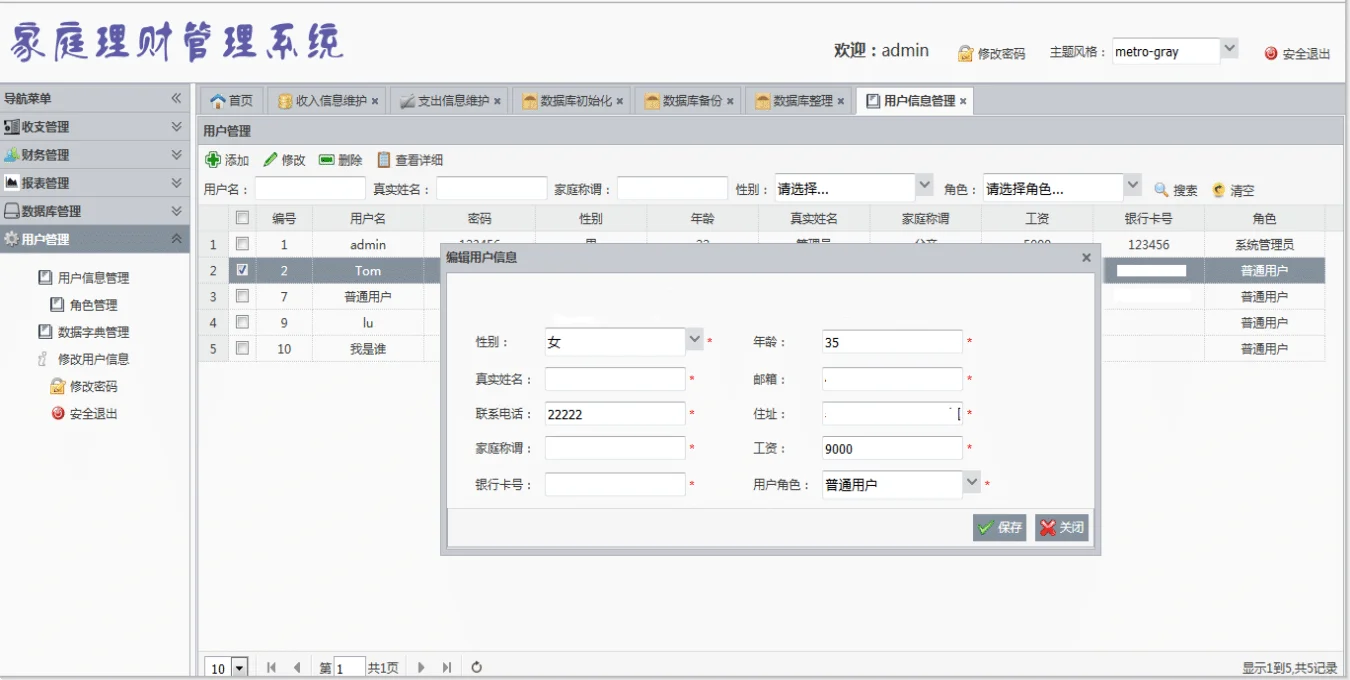 家庭理财管理系统
欢迎：admin 修改密码 主题风格： metro-gray 安全退出
导航菜单
收支管理
财务管理
报表管理
数据库管理
用户管理
用户信息管理
角色管理
数据字典管理
修改用户信息
修改密码
安全退出
首页 收入信息维护 支出信息维护 数据库初始化 数据库备份 数据库整理 用户信息管理
用户管理
添加 修改 删除 查看详细
用户名： 真实姓名： 家庭称谓： 性别： 请选择... 角色： 请选择角色... 搜索 清空
编号 用户名 密码 性别 年龄 真实姓名 家庭称谓 工资 银行卡号 角色
1 1 admin 123456 男 管理员 5000 123456 系统管理员
2 2 Tom 普通用户
3 7 普通用户 普通用户
4 9 lu 普通用户
5 10 我是谁 普通用户
编辑用户信息
性别： 女 * 年龄： 35 *
真实姓名： * 邮箱： *
联系电话： 22222 * 住址： *
家庭称谓： * 工资： 9000 *
银行卡号： * 用户角色： 普通用户 *
保存 关闭
10 第 1 共1页 显示1到5,共5记录